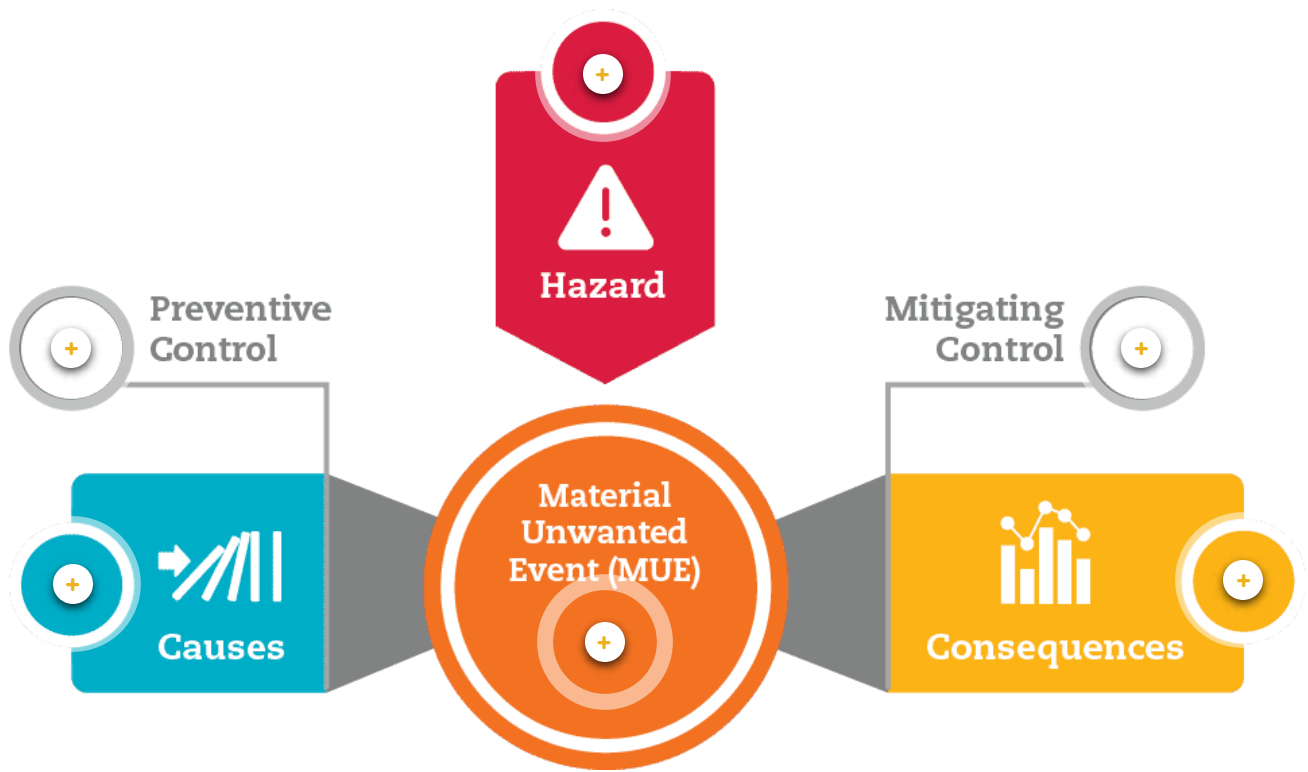 Hazard
Preventive
Control
Mitigating
Control
Material
Unwanted
Event (MUE)
Causes
Consequences